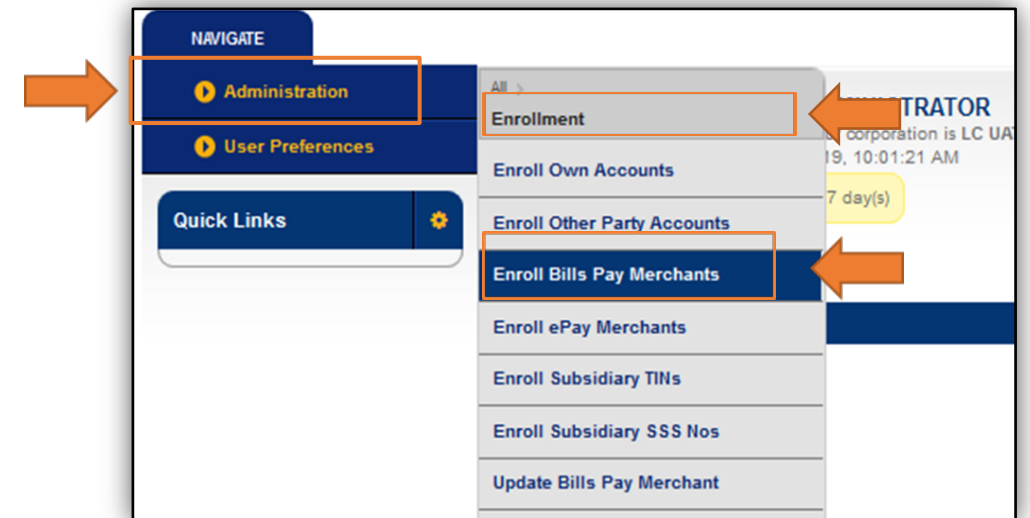 NAVIGATE
Administration
User Preferences
Quick Links
All >
Enrollment
Enroll Own Accounts
Enroll Other Party Accounts
Enroll Bills Pay Merchants
Enroll ePay Merchants
Enroll Subsidiary TINs
Enroll Subsidiary SSS Nos
Update Bills Pay Merchant
TRATOR
corporation is LC UA
19, 10:01:21 AM
7 day(s)